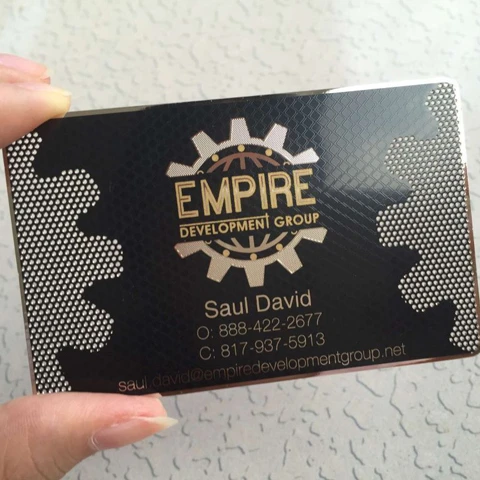 EMPIRE
DEVELOPMENT GROUP
Saul David
O: 888-422-2677
C: 817-937-5913
saul.david@empiredevelopmentgroup.net